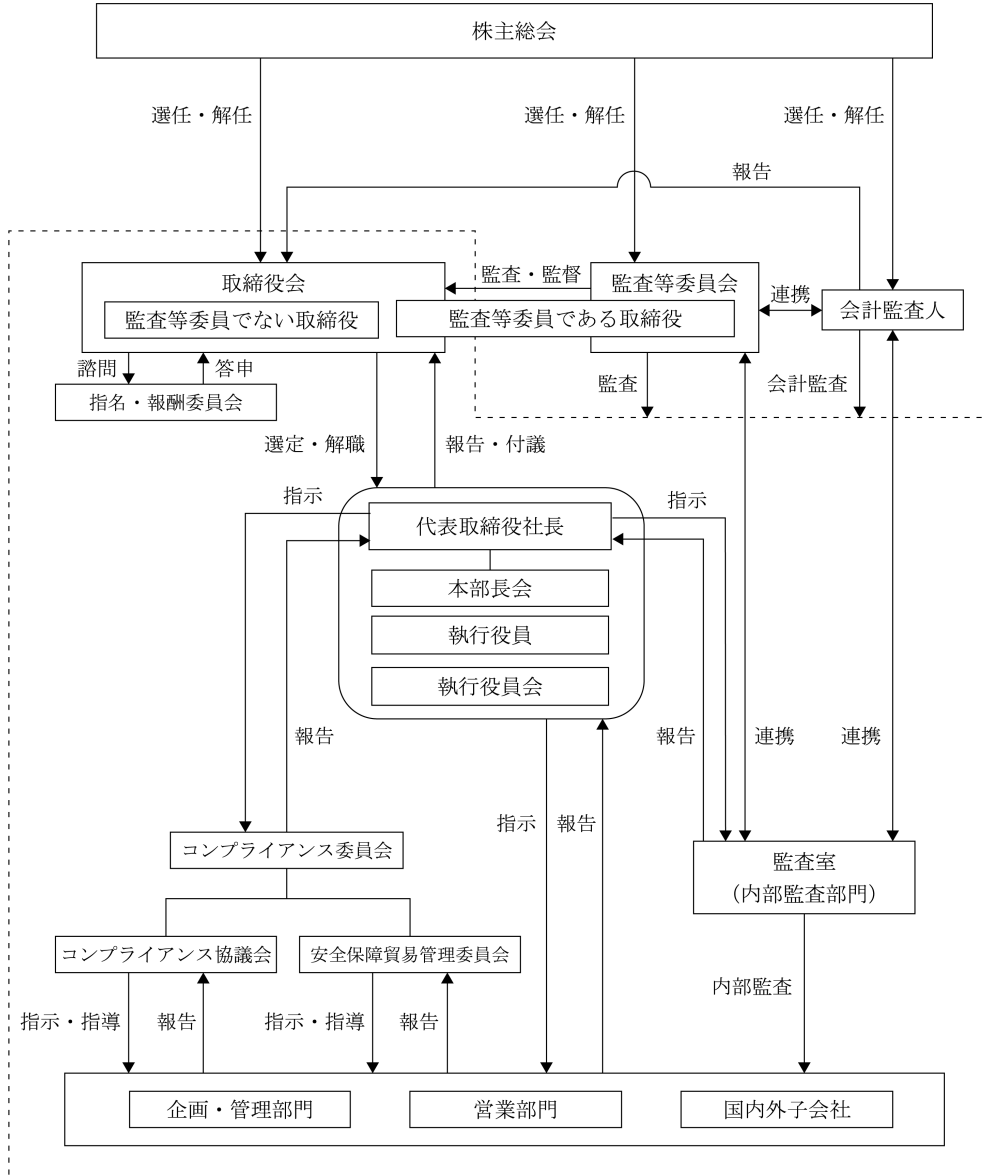 株主総会
選任・解任
選任・解任
選任・解任
報告
取締役会
監査等委員でない取締役
監査・監督
監査等委員会
監査等委員である取締役
連携
会計監査人
諮問
答申
指名・報酬委員会
監査
会計監査
選定・解職
報告・付議
指示
代表取締役社長
指示
本部長会
執行役員
執行役員会
報告
報告
連携
連携
指示
報告
コンプライアンス委員会
監査室
（内部監査部門）
コンプライアンス協議会
安全保障貿易管理委員会
内部監査
指示・指導
報告
指示・指導
報告
企画・管理部門
営業部門
国内外子会社